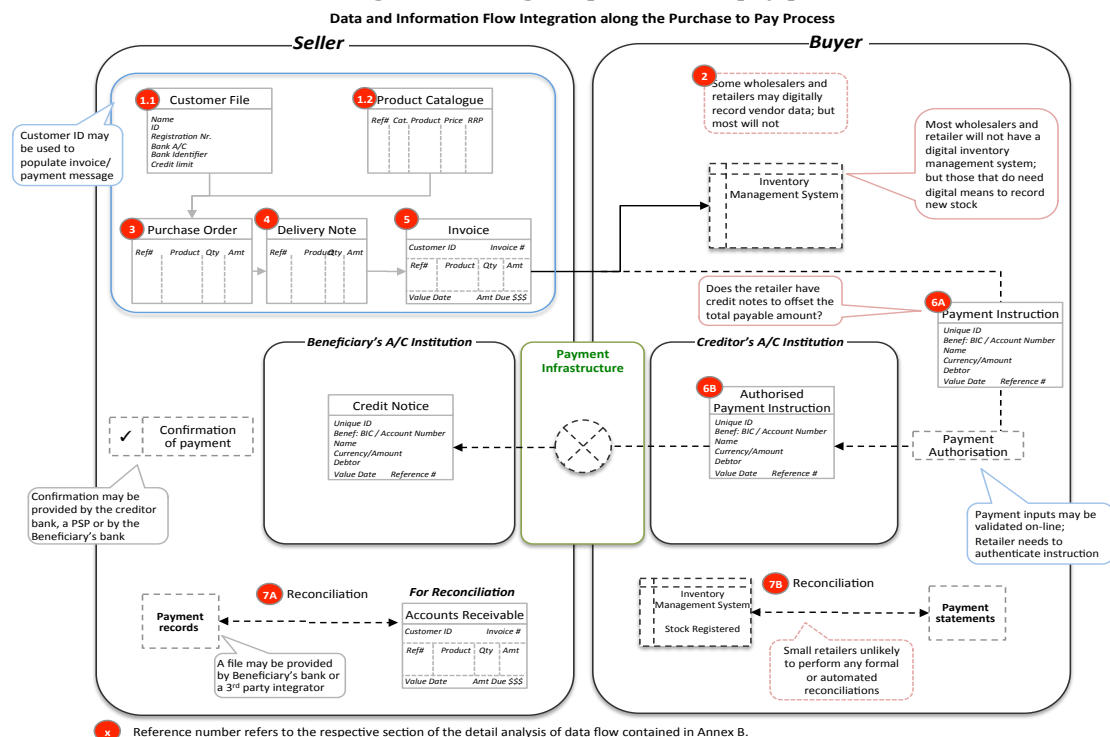 Data and Information Flow Integration along the Purchase to Pay Process
Seller
Buyer
1.1
Customer File
Name
ID
Registration Nr.
Bank A/C
Bank Identifier
Credit limit
1.2
Product Catalogue
Ref# Cat. Product Price RRP
Customer ID may
be used to
populate invoice/
payment message
2
Some wholesalers and
retailers may digitally
record vendor data; but
most will not
Most wholesalers and
retailer will not have a
digital inventory
management system;
but those that do need
digital means to record
new stock
Inventory
Management System
3
Purchase Order
Ref# Product Qty Amt
4
Delivery Note
Ref# Product Qty Amt
5
Invoice
Customer ID Invoice #
Ref# Product Qty Amt
Value Date Amt Due $$$
Does the retailer have
credit notes to offset the
total payable amount?
6A
Payment Instruction
Unique ID
Benef: BIC / Account Number
Name
Currency/Amount
Debtor
Value Date Reference #
Beneficiary's A/C Institution
Payment
Infrastructure
Creditor's A/C Institution
Credit Notice
Unique ID
Benef: BIC / Account Number
Name
Currency/Amount
Debtor
Value Date Reference #
6B
Authorised
Payment Instruction
Unique ID
Benef: BIC / Account Number
Name
Currency/Amount
Debtor
Value Date Reference #
✓ Confirmation
of payment
Payment
Authorisation
Confirmation may be
provided by the creditor
bank, a PSP or by the
Beneficiary's bank
Payment inputs may be
validated on-line;
Retailer needs to
authenticate instruction
7A Reconciliation
For Reconciliation
Payment
records
Accounts Receivable
Customer ID Invoice #
Ref# Product Qty Amt
Value Date Amt Due $$$
A file may be provided
by Beneficiary's bank or
a 3rd party integrator
7B Reconciliation
Inventory
Management System
Stock Registered
Payment
statements
Small retailers unlikely
to perform any formal
or automated
reconciliations
x Reference number refers to the respective section of the detail analysis of data flow contained in Annex B.